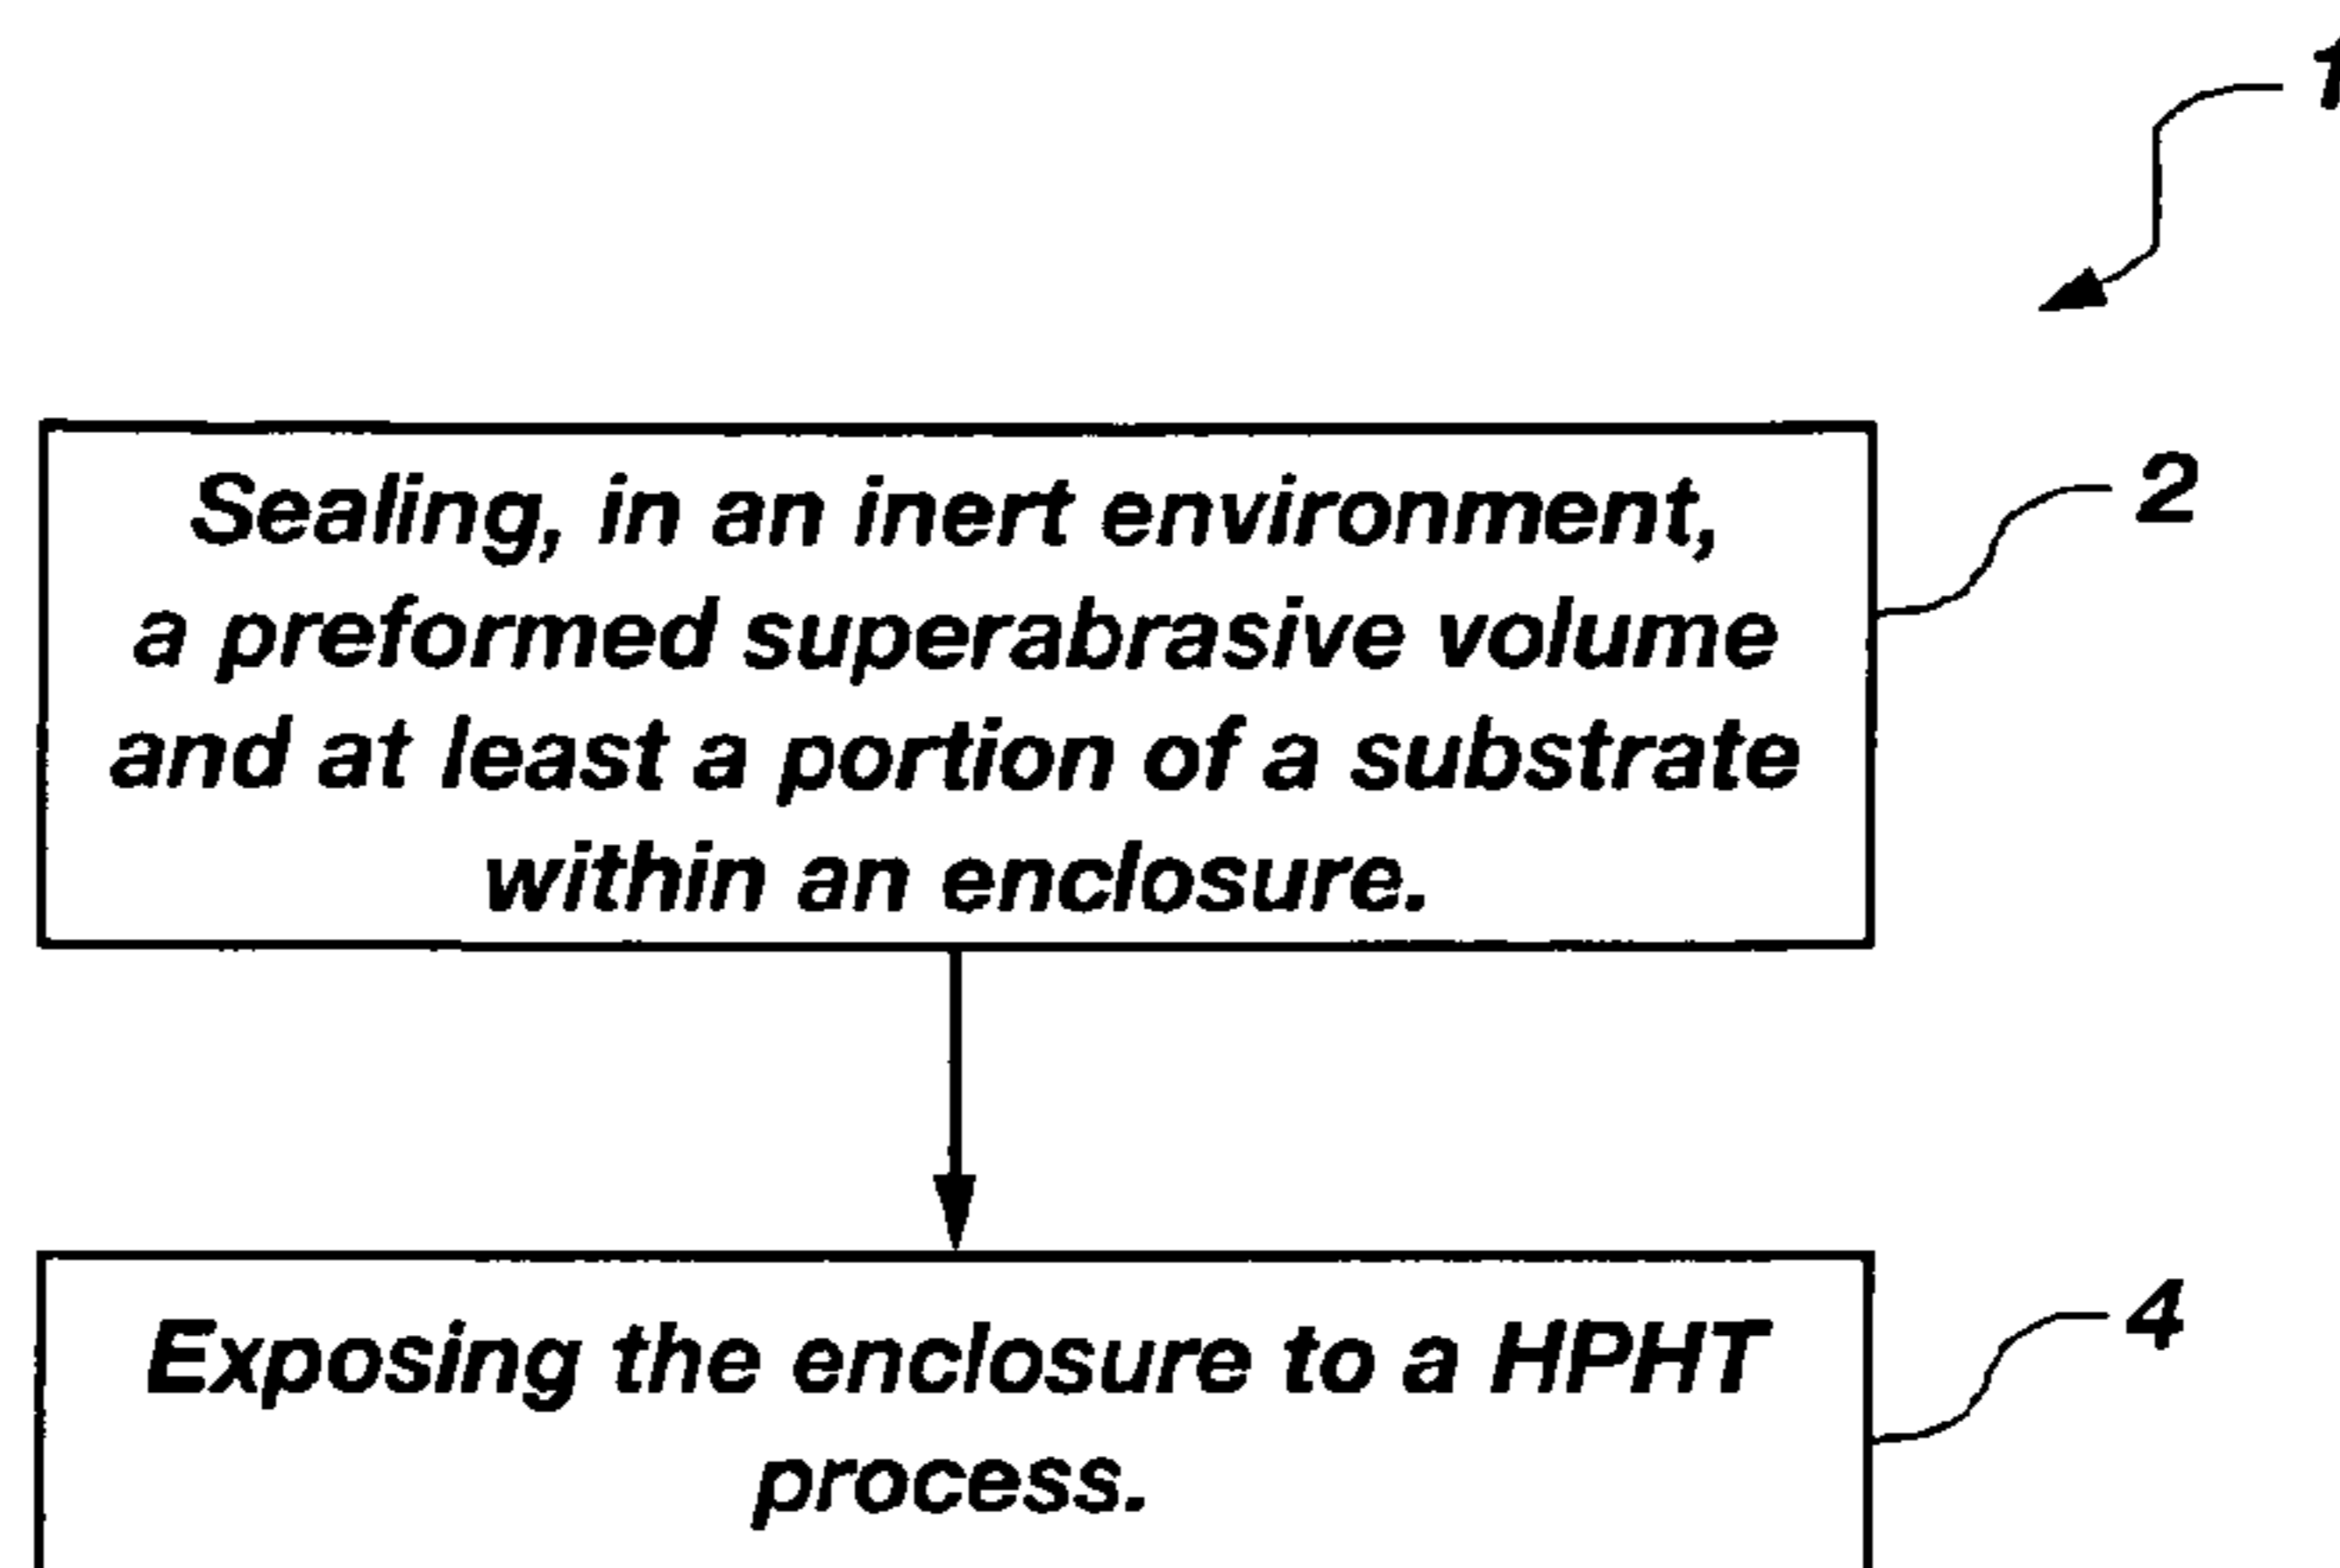 Sealing, in an inert environment,
a preformed superabrasive volume
and at least a portion of a substrate
within an enclosure.
2
Exposing the enclosure to a HPHT
process.
4